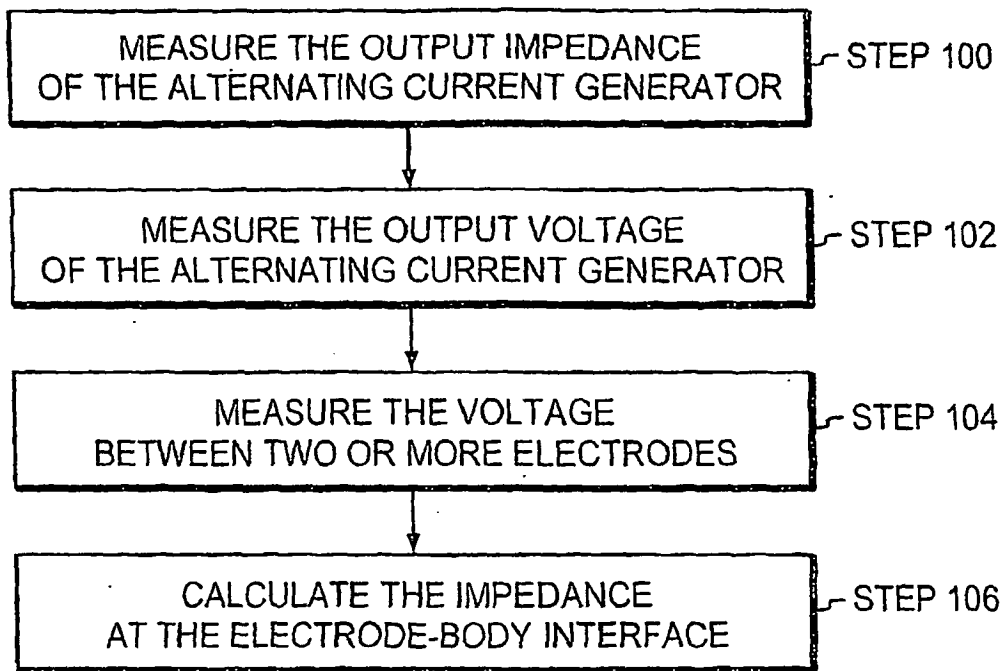 MEASURE THE OUTPUT IMPEDANCE
OF THE ALTERNATING CURRENT GENERATOR
STEP 100
MEASURE THE OUTPUT VOLTAGE
OF THE ALTERNATING CURRENT GENERATOR
STEP 102
MEASURE THE VOLTAGE
BETWEEN TWO OR MORE ELECTRODES
STEP 104
CALCULATE THE IMPEDANCE
AT THE ELECTRODE-BODY INTERFACE
STEP 106